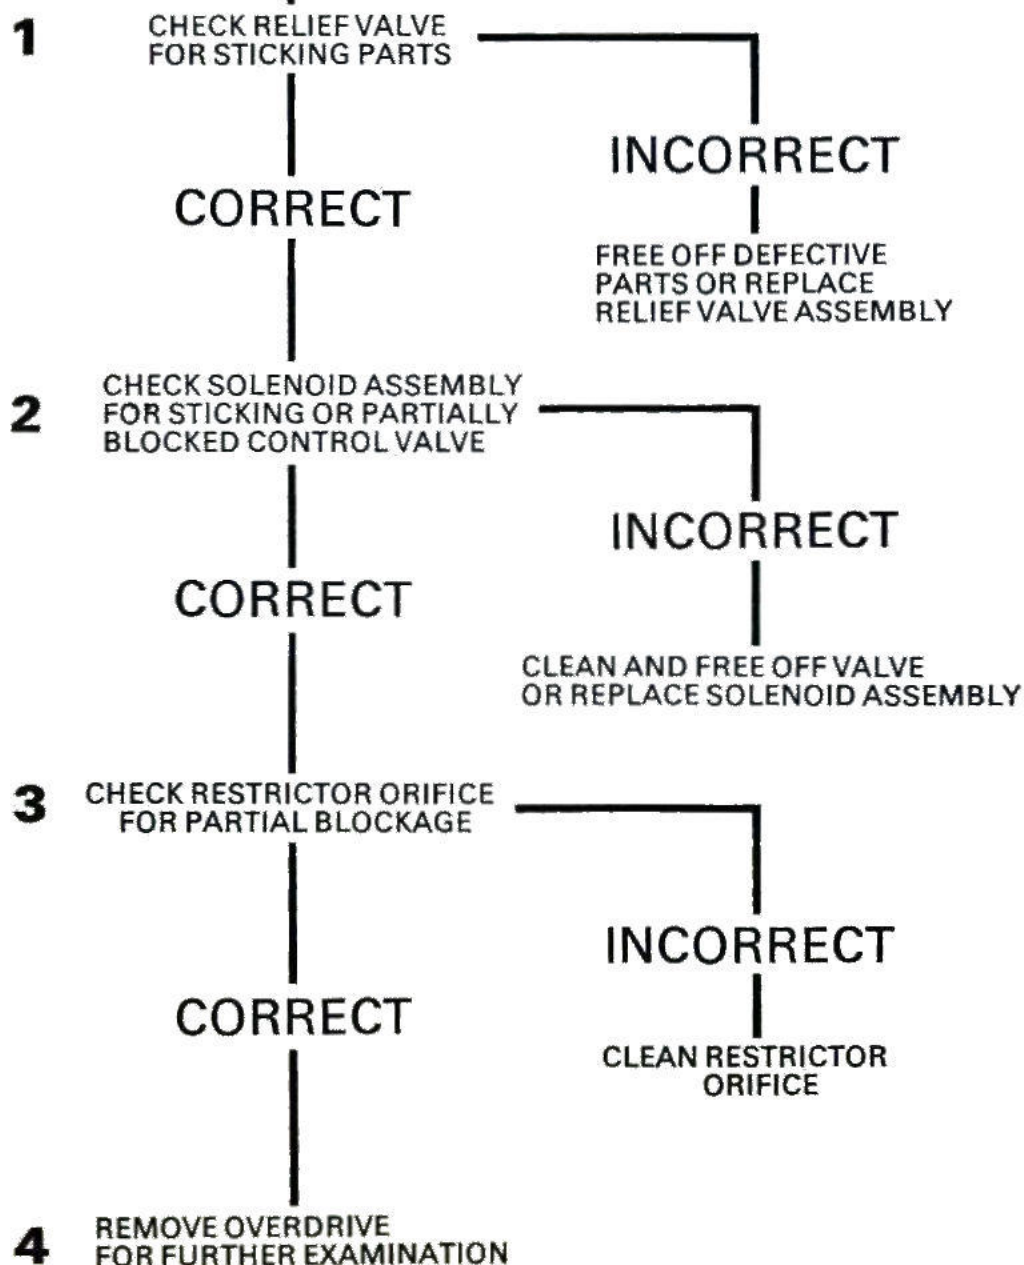 1
CHECK RELIEF VALVE
FOR STICKING PARTS
INCORRECT
CORRECT
FREE OFF DEFECTIVE
PARTS OR REPLACE
RELIEF VALVE ASSEMBLY
2
CHECK SOLENOID ASSEMBLY
FOR STICKING OR PARTIALLY
BLOCKED CONTROL VALVE
INCORRECT
CORRECT
CLEAN AND FREE OFF VALVE
OR REPLACE SOLENOID ASSEMBLY
3
CHECK RESTRICTOR ORIFICE
FOR PARTIAL BLOCKAGE
INCORRECT
CORRECT
CLEAN RESTRICTOR
ORIFICE
4
REMOVE OVERDRIVE
FOR FURTHER EXAMINATION